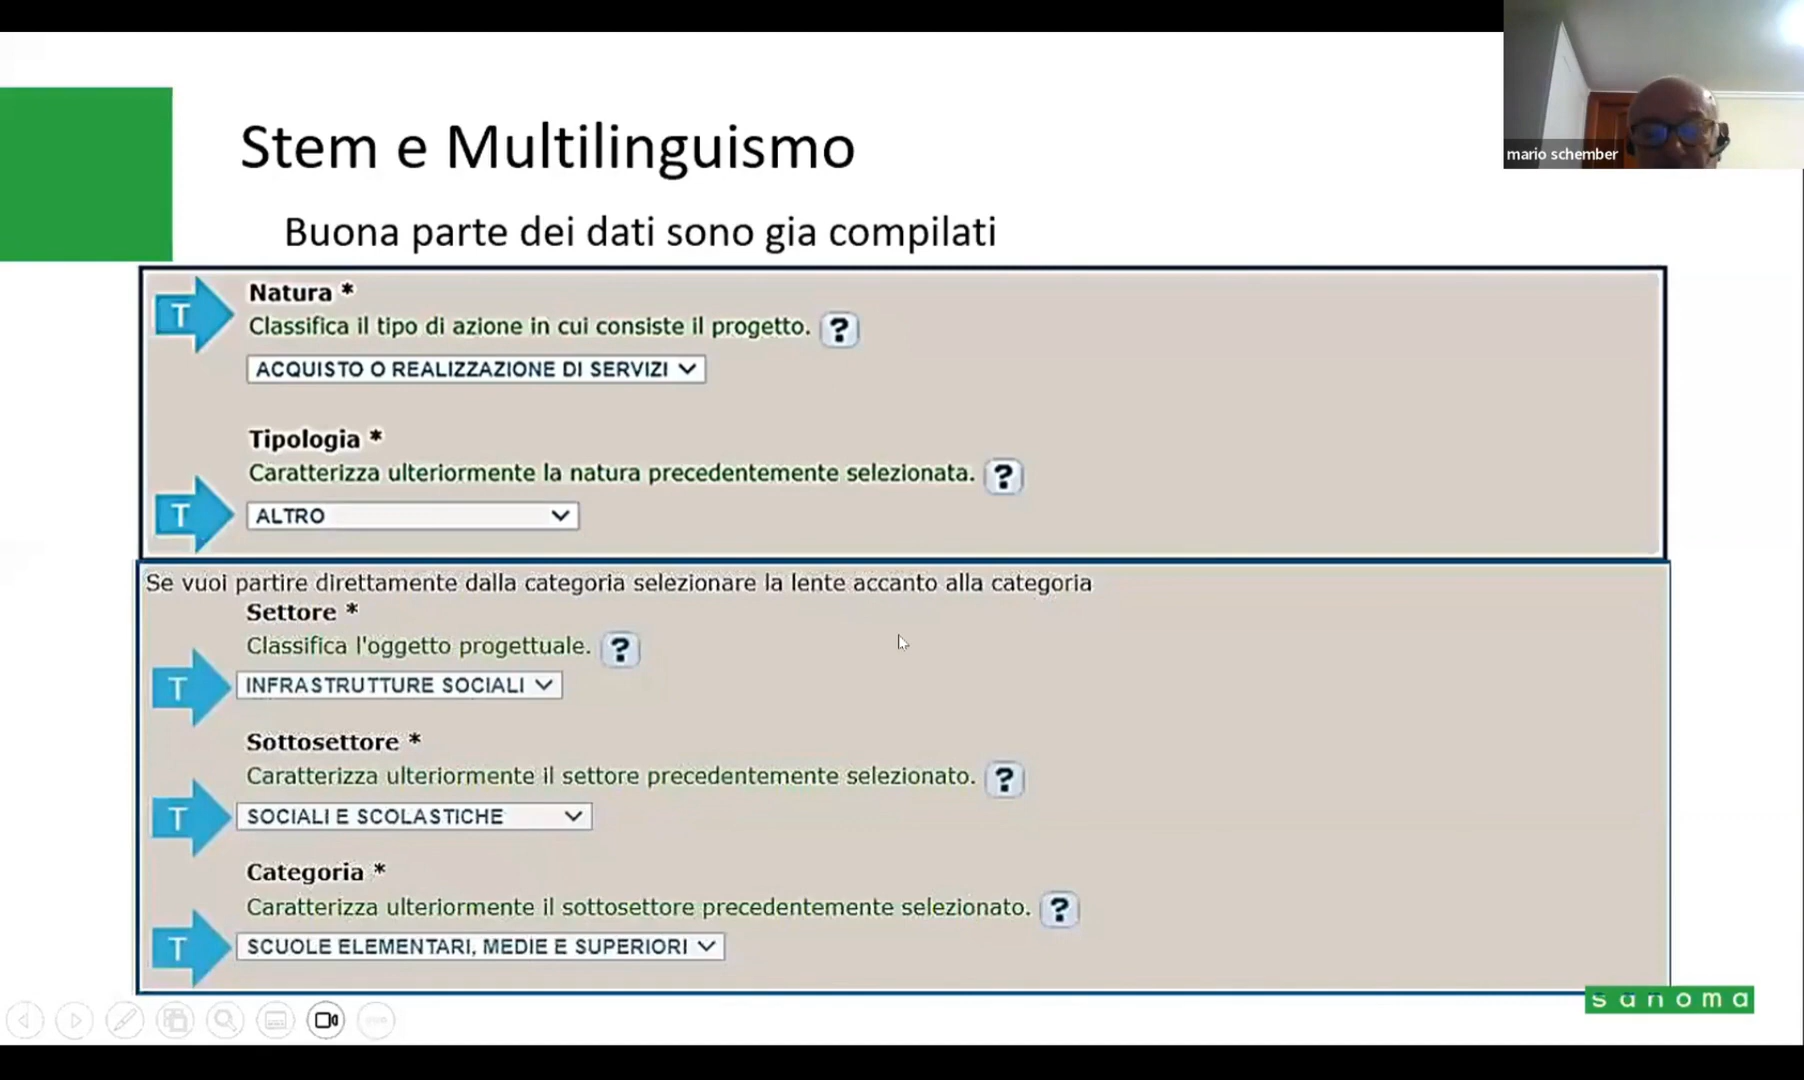 mario schember
Stem e Multilinguismo
Buona parte dei dati sono gia compilati
T
Natura *
Classifica il tipo di azione in cui consiste il progetto. ?
ACQUISTO O REALIZZAZIONE DI SERVIZI
Tipologia *
Caratterizza ulteriormente la natura precedentemente selezionata. ?
T
ALTRO
Se vuoi partire direttamente dalla categoria selezionare la lente accanto alla categoria
Settore *
Classifica l'oggetto progettuale. ?
T
INFRASTRUTTURE SOCIALI
Sottosettore *
Caratterizza ulteriormente il settore precedentemente selezionato. ?
T
SOCIALI E SCOLASTICHE
Categoria *
Caratterizza ulteriormente il sottosettore precedentemente selezionato. ?
T
SCUOLE ELEMENTARI, MEDIE E SUPERIORI
sanoma